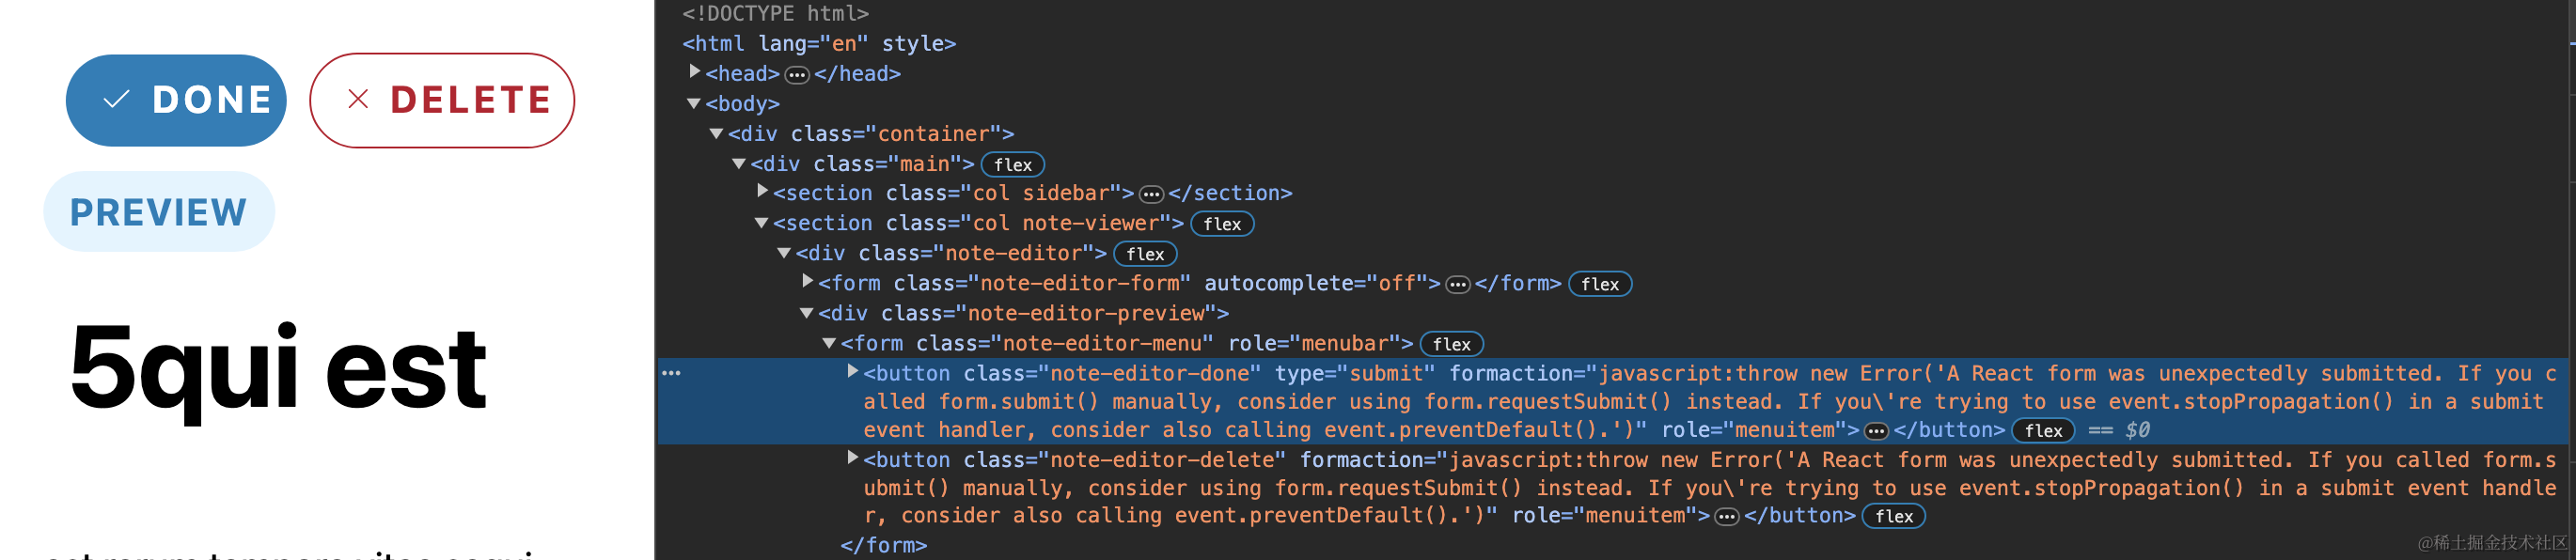 DONE
DELETE
PREVIEW
5qui est
<!DOCTYPE html>
<html lang="en" style>
<head>…</head>
<body>
<div class="container">
<div class="main"> flex
<section class="col sidebar">…</section>
<section class="col note-viewer"> flex
<div class="note-editor"> flex
<form class="note-editor-form" autocomplete="off">…</form> flex
<div class="note-editor-preview">
<form class="note-editor-menu" role="menubar"> flex
… <button class="note-editor-done" type="submit" formaction="javascript:throw new Error('A React form was unexpectedly submitted. If you c
alled form.submit() manually, consider using form.requestSubmit() instead. If you\'re trying to use event.stopPropagation() in a submit
event handler, consider also calling event.preventDefault().')" role="menuitem">…</button> flex == $0
<button class="note-editor-delete" formaction="javascript:throw new Error('A React form was unexpectedly submitted. If you called form.s
ubmit() manually, consider using form.requestSubmit() instead. If you\'re trying to use event.stopPropagation() in a submit event handle
r, consider also calling event.preventDefault().')" role="menuitem">…</button> flex
</form>
@稀土掘金技术社区